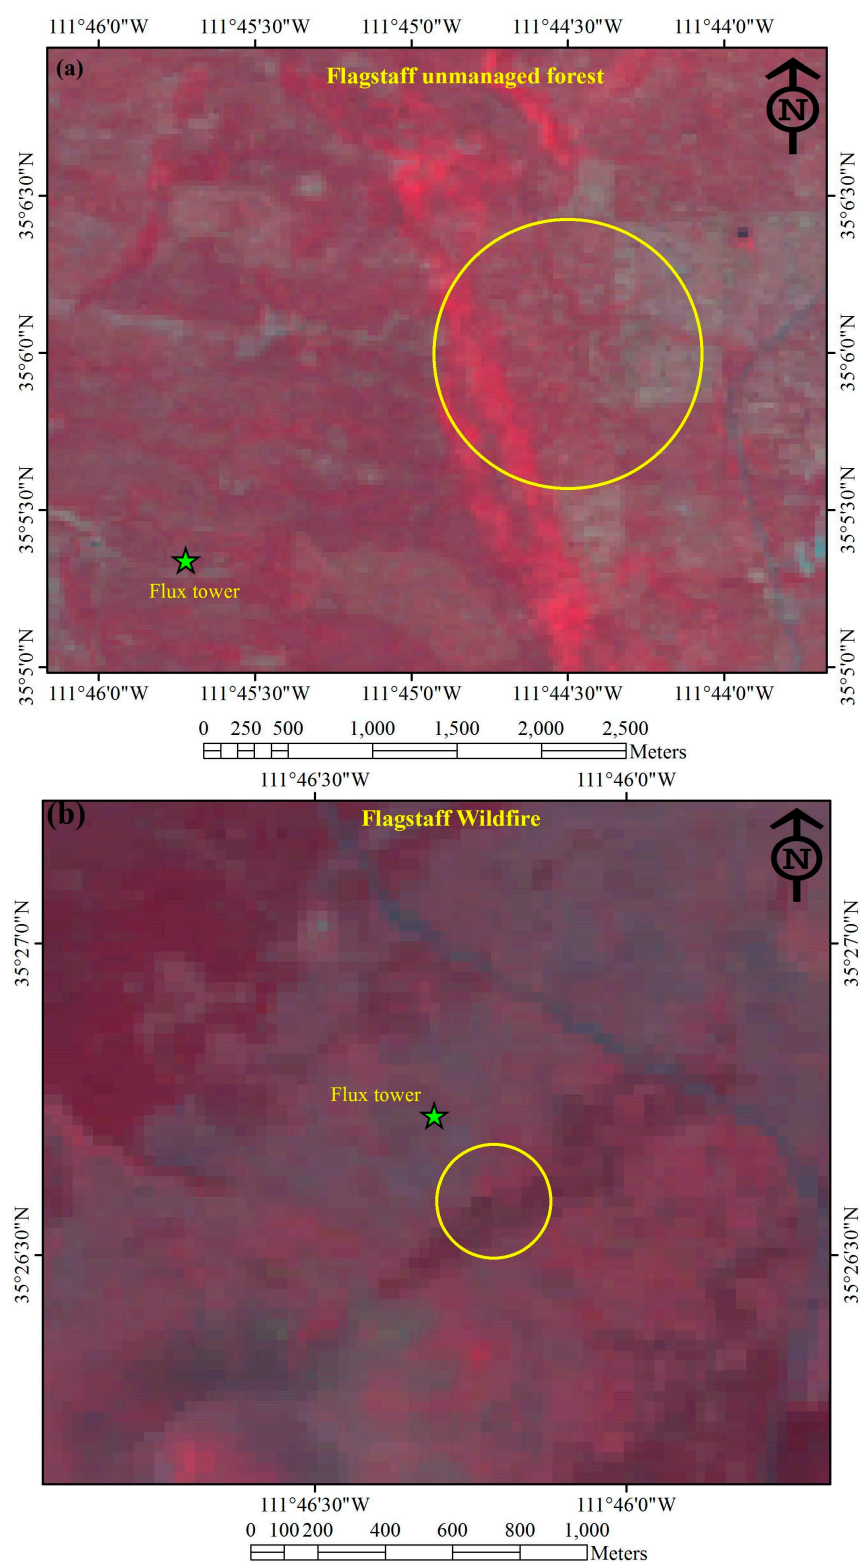 111°46'0"W 111°45'30"W 111°45'0"W 111°44'30"W 111°44'0"W
(a)
Flagstaff unmanaged forest
N
35°6'30"N 35°6'30"N
35°6'0"N 35°6'0"N
35°5'30"N 35°5'30"N
Flux tower
35°5'0"N 35°5'0"N
111°46'0"W 111°45'30"W 111°45'0"W 111°44'30"W 111°44'0"W
0 250 500 1,000 1,500 2,000 2,500
Meters
111°46'30"W 111°46'0"W
(b)
Flagstaff Wildfire
N
35°27'0"N 35°27'0"N
Flux tower
35°26'30"N 35°26'30"N
111°46'30"W 111°46'0"W
0 100 200 400 600 800 1,000
Meters